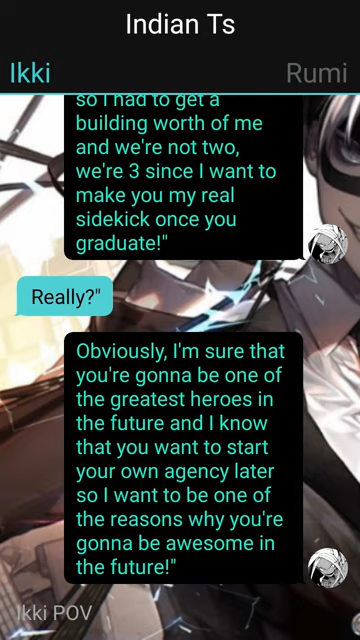 Indian Ts
Ikki
Rumi
so I had to get a
building worth of me
and we're not two,
we're 3 since I want to
make you my real
sidekick once you
graduate!"
Really?"
Obviously, I'm sure that
you're gonna be one of
the greatest heroes in
the future and I know
that you want to start
your own agency later
so I want to be one of
the reasons why you're
gonna be awesome in
the future!"
Ikki POV